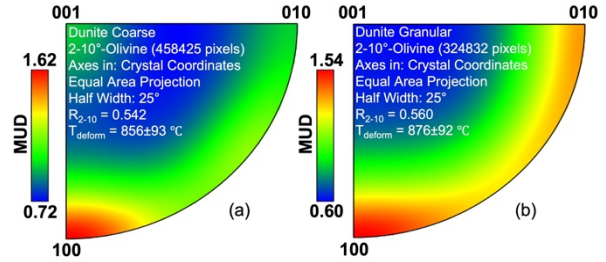 001
010
Dunite Coarse
2-10°-Olivine (458425 pixels)
Axes in: Crystal Coordinates
Equal Area Projection
Half Width: 25°
R2-10 = 0.542
Tdeform = 856±93 ℃
1.62
MUD
0.72
(a)
100
001
010
Dunite Granular
2-10°-Olivine (324832 pixels)
Axes in: Crystal Coordinates
Equal Area Projection
Half Width: 25°
R2-10 = 0.560
Tdeform = 876±92 ℃
1.54
MUD
0.60
(b)
100